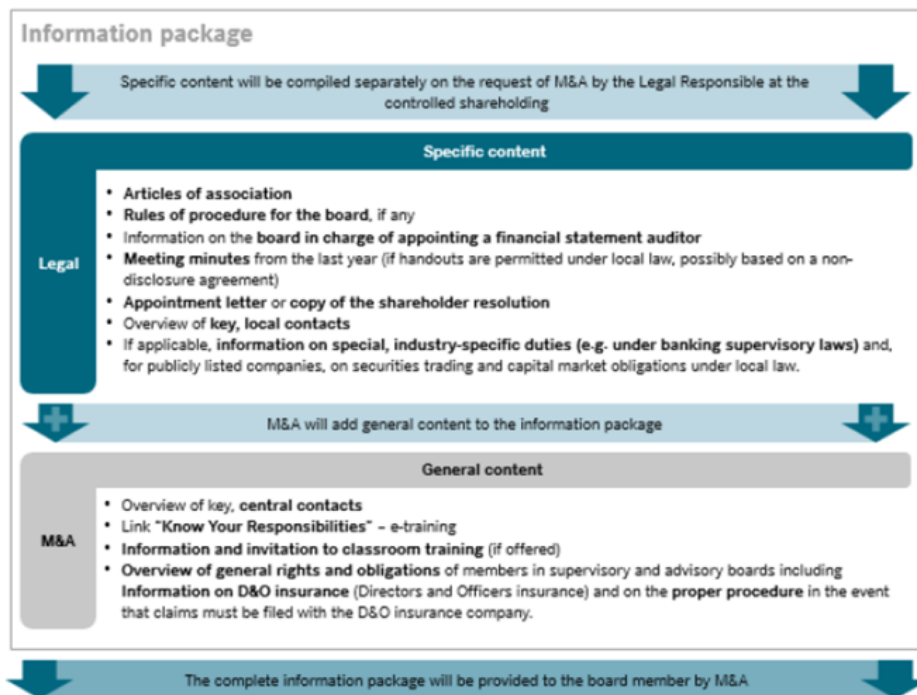 Information package
Specific content will be compiled separately on the request of M&A by the Legal Responsible at the
controlled shareholding
Specific content
Legal
• Articles of association
• Rules of procedure for the board, if any
• Information on the board in charge of appointing a financial statement auditor
• Meeting minutes from the last year (if handouts are permitted under local law, possibly based on a non-
disclosure agreement)
• Appointment letter or copy of the shareholder resolution
• Overview of key, local contacts
• If applicable, information on special, industry-specific duties (e.g. under banking supervisory laws) and,
for publicly listed companies, on securities trading and capital market obligations under local law.
M&A will add general content to the information package
General content
M&A
• Overview of key, central contacts
• Link "Know Your Responsibilities" – e-training
• Information and invitation to classroom training (if offered)
• Overview of general rights and obligations of members in supervisory and advisory boards including
Information on D&O insurance (Directors and Officers insurance) and on the proper procedure in the event
that claims must be filed with the D&O insurance company.
The complete information package will be provided to the board member by M&A